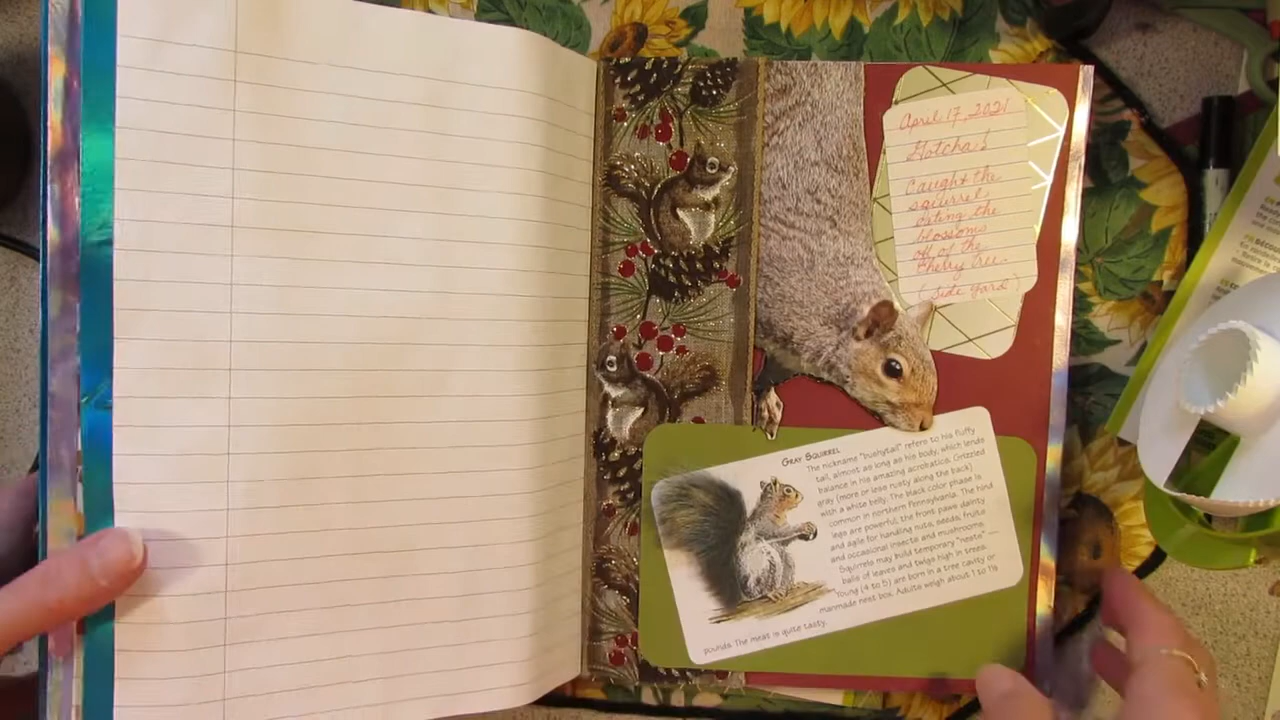 April 17, 2021
Gotcha!
Caught the
squirrel
eating the
blossoms
off of the
Cherry Tree.
(Side Yard)
GRAY SQUIRREL
The nickname "bushytail" refers to his fluffy
tail, almost as long as his body, which lends
balance in his amazing acrobatics. Grizzled
gray (more or less rusty along the back)
with a white belly. The black color phase is
common in northern Pennsylvania. The hind
legs are powerful; the front paws dainty
and agile for handling nuts, seeds, fruits
and occasional insects and mushrooms.
Squirrels may build temporary "nests" —
balls of leaves and twigs high in trees.
Young (4 to 5) are born in a tree cavity or
manmade nest box. Adults weigh about 1 to 1½
pounds. The meat is quite tasty.